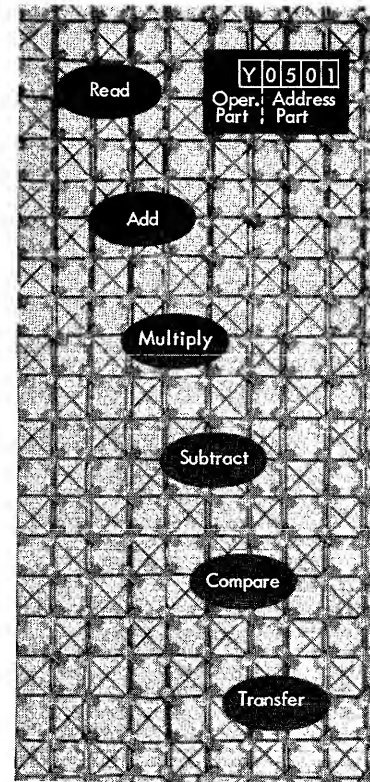 Y0501
Oper. Address
Part Part
Read
Add
Multiply
Subtract
Compare
Transfer